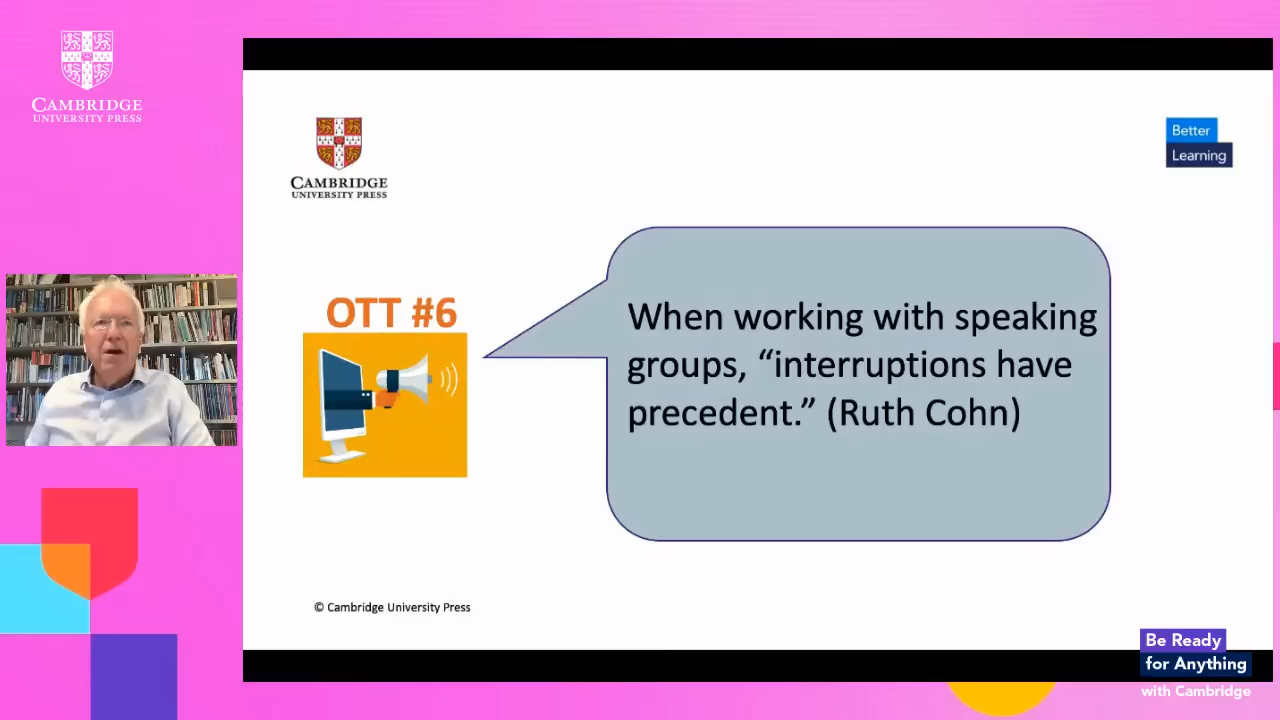 CAMBRIDGE
UNIVERSITY PRESS
CAMBRIDGE
UNIVERSITY PRESS
Better
Learning
OTT #6
When working with speaking
groups, “interruptions have
precedent.” (Ruth Cohn)
© Cambridge University Press
Be Ready
for Anything
with Cambridge